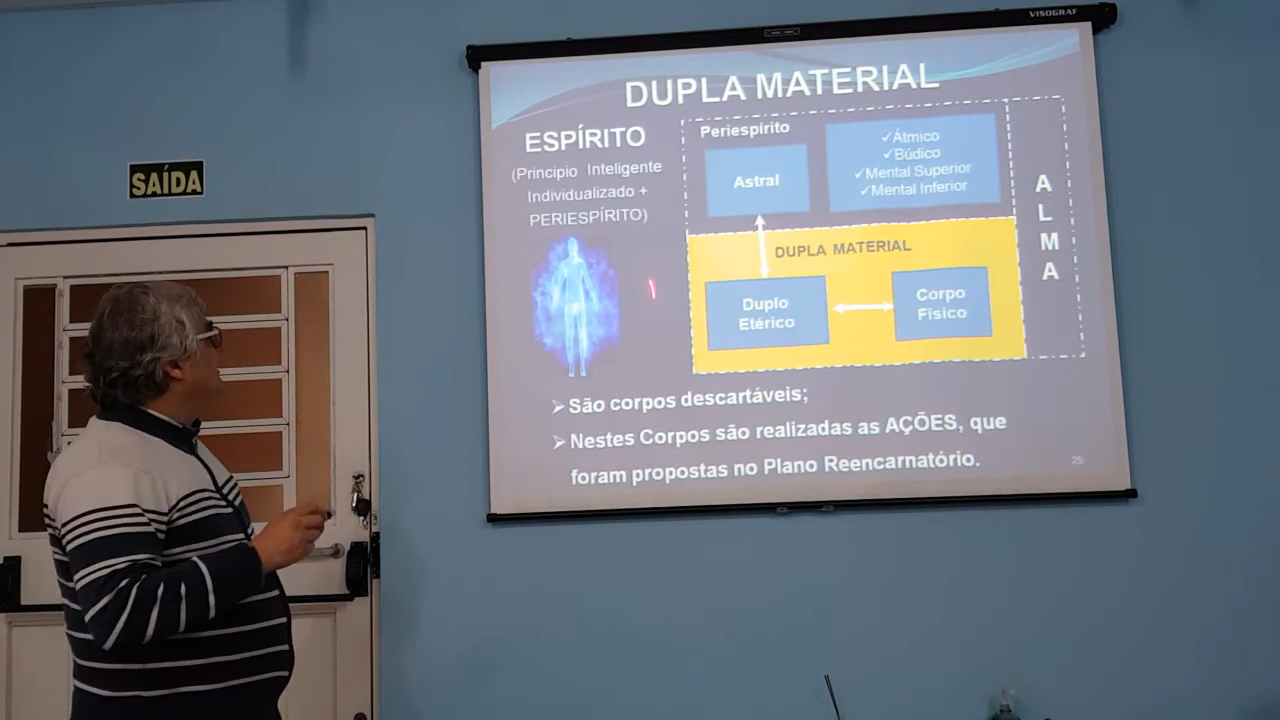 VISOGRAF
SAÍDA
DUPLA MATERIAL
ESPÍRITO
(Principio Inteligente
Individualizado +
PERIESPÍRITO)
Periespírito
Astral
✓Átmico
✓Búdico
✓Mental Superior
✓Mental Inferior
DUPLA MATERIAL
Duplo
Etérico
Corpo
Físico
A
L
M
A
➢São corpos descartáveis;
➢Nestes Corpos são realizadas as AÇÕES, que
foram propostas no Plano Reencarnatório.
25